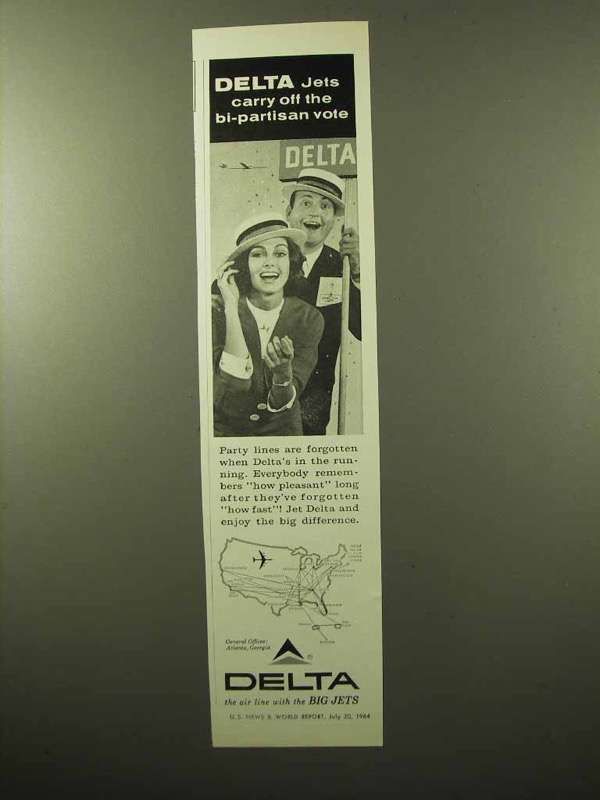 DELTA Jets
carry off the
bi-partisan vote
DELTA
Party lines are forgotten
when Delta's in the run-
ning. Everybody remem-
bers "how pleasant" long
after they've forgotten
"how fast"! Jet Delta and
enjoy the big difference.
General Offices:
Atlanta, Georgia
®
DELTA
the air line with the BIG JETS
U.S. NEWS & WORLD REPORT, July 20, 1964